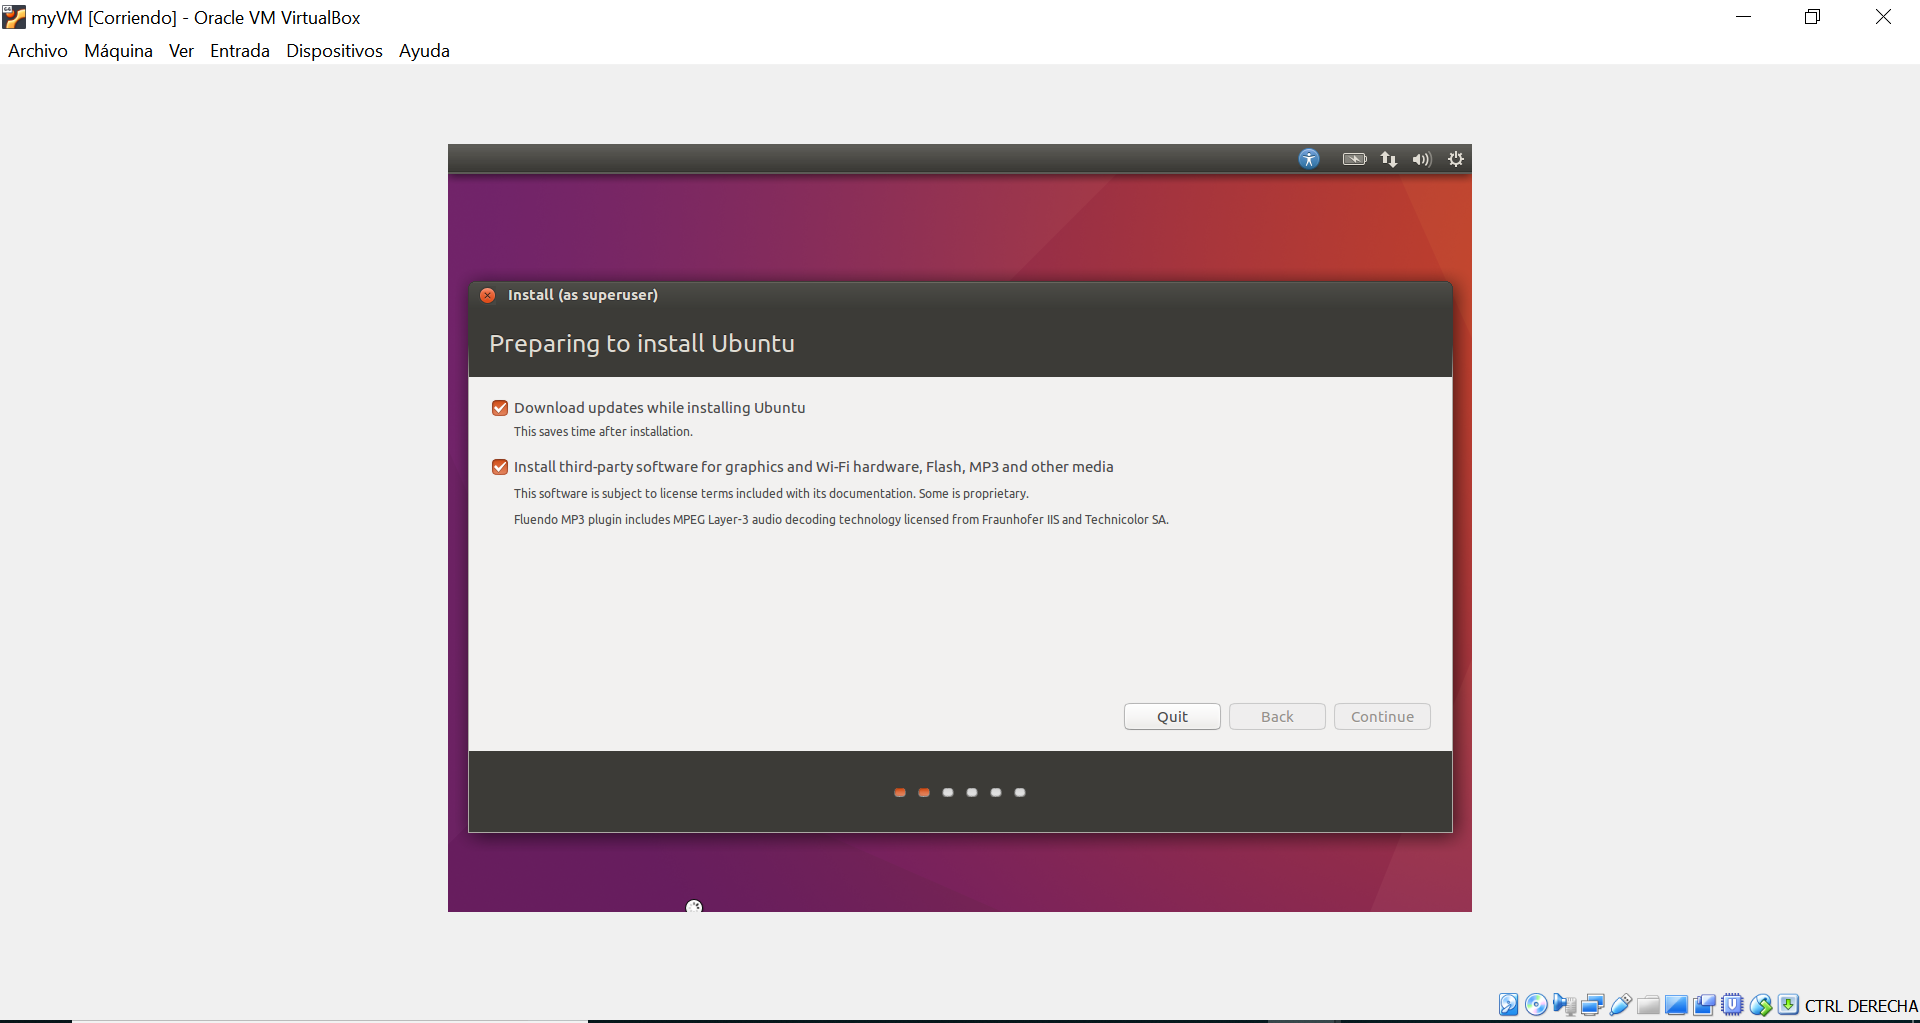 myVM [Corriendo] - Oracle VM VirtualBox
Archivo Máquina Ver Entrada Dispositivos Ayuda
Install (as superuser)
Preparing to install Ubuntu
Download updates while installing Ubuntu
This saves time after installation.
Install third-party software for graphics and Wi-Fi hardware, Flash, MP3 and other media
This software is subject to license terms included with its documentation. Some is proprietary.
Fluendo MP3 plugin includes MPEG Layer-3 audio decoding technology licensed from Fraunhofer IIS and Technicolor SA.
Quit Back Continue
CTRL DERECHA